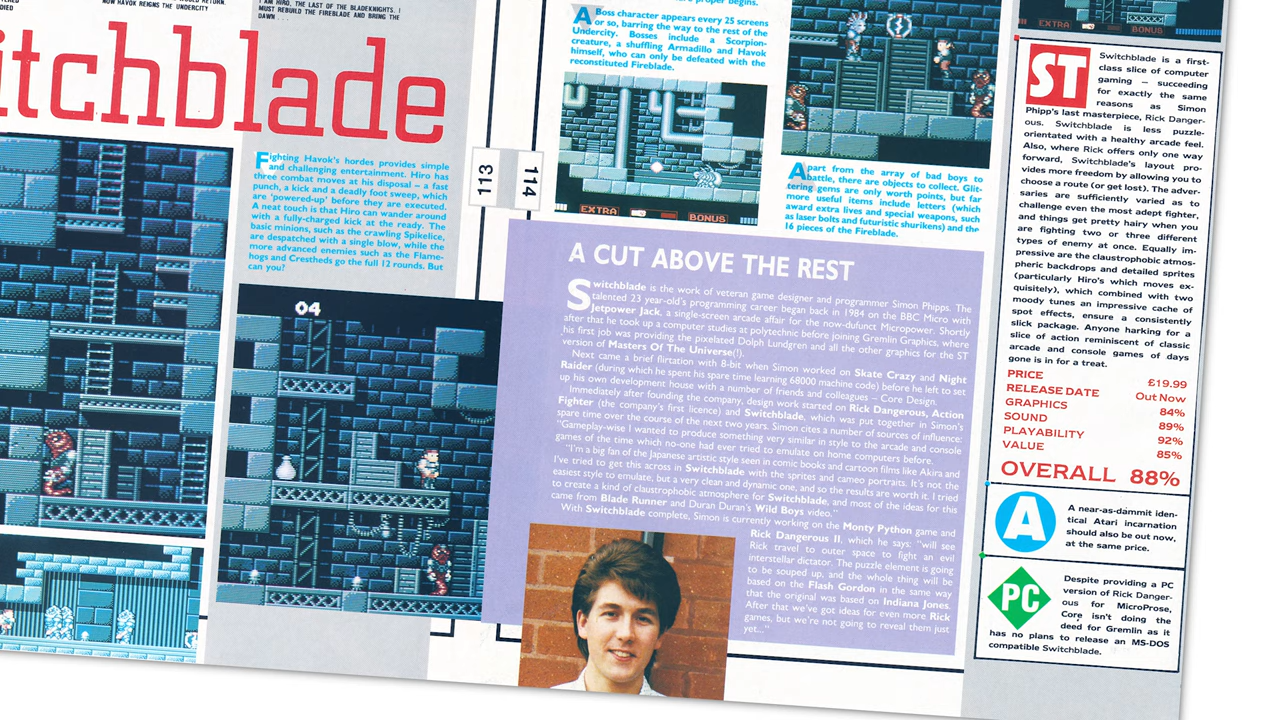 NOW HAVOK REIGNS THE UNDERCITY
I AM HIRO, THE LAST OF THE BLADEKNIGHTS. I
MUST REBUILD THE FIREBLADE AND BRING THE
DAWN ...
itchblade
Fighting Havok's hordes provides simple
and challenging entertainment. Hiro has
three combat moves at his disposal – a fast
punch, a kick and a deadly foot sweep, which
are 'powered-up' before they are executed.
A neat touch is that Hiro can wander around
with a fully-charged kick at the ready. The
basic minions, such as the crawling Spikelice,
are despatched with a single blow, while the
more advanced enemies such as the Flame-
hogs and Crestheds go the full 12 rounds. But
can you?
04
113
114
A Boss character appears every 25 screens
or so, barring the way to the rest of the
Undercity. Bosses include a Scorpion-
creature, a shuffling Armadillo and Havok
himself, who can only be defeated with the
reconstituted Fireblade.
EXTRA BONUS
Apart from the array of bad boys to
battle, there are objects to collect. Glit-
tering gems are only worth points, but far
more useful items include letters (which
award extra lives and special weapons, such
as laser bolts and futuristic shurikens) and the
16 pieces of the Fireblade.
A CUT ABOVE THE REST
Switchblade is the work of veteran game designer and programmer Simon Phipps. The
talented 23 year-old's programming career began back in 1984 on the BBC Micro with
Jetpower Jack, a single-screen arcade affair for the now-dufunct Micropower. Shortly
after that he took up a computer studies at polytechnic before joining Gremlin Graphics, where
his first job was providing the pixelated Dolph Lundgren and all the other graphics for the ST
version of Masters Of The Universe(!).
Next came a brief flirtation with 8-bit when Simon worked on Skate Crazy and Night
Raider (during which he spent his spare time learning 68000 machine code) before he left to set
up his own development house with a number of friends and colleagues – Core Design.
Immediately after founding the company, design work started on Rick Dangerous, Action
Fighter (the company's first licence) and Switchblade, which was put together in Simon's
spare time over the course of the next two years. Simon cites a number of sources of influence:
"Gameplay-wise I wanted to produce something very similar in style to the arcade and console
games of the time which no-one had ever tried to emulate on home computers before.
"I'm a big fan of the Japanese artistic style seen in comic books and cartoon films like Akira and
I've tried to get this across in Switchblade with the sprites and cameo portraits. It's not the
easiest style to emulate, but a very clean and dynamic one, and so the results are worth it. I tried
to create a kind of claustrophobic atmosphere for Switchblade, and most of the ideas for this
came from Blade Runner and Duran Duran's Wild Boys video."
With Switchblade complete, Simon is currently working on the Monty Python game and
Rick Dangerous II, which he says: "will see
Rick travel to outer space to fight an evil
interstellar dictator. The puzzle element is going
to be souped up, and the whole thing will be
based on the Flash Gordon in the same way
that the original was based on Indiana Jones.
After that we've got ideas for even more Rick
games, but we're not going to reveal them just
yet..."
EXTRA BONUS
ST
Switchblade is a first-
class slice of computer
gaming – succeeding
for exactly the same
reasons as Simon
Phipp's last masterpiece, Rick Danger-
ous. Switchblade is less puzzle-
orientated with a healthy arcade feel.
Also, where Rick offers only one way
forward, Switchblade's layout pro-
vides more freedom by allowing you to
choose a route (or get lost). The adver-
saries are sufficiently varied as to
challenge even the most adept fighter,
and things get pretty hairy when you
are fighting two or three different
types of enemy at once. Equally im-
pressive are the claustrophobic atmos-
pheric backdrops and detailed sprites
(particularly Hiro's which moves ex-
quisitely), which combined with two
moody tunes an impressive cache of
spot effects, ensure a consistently
slick package. Anyone harking for a
slice of action reminiscent of classic
arcade and console games of days
gone is in for a treat.
PRICE £19.99
RELEASE DATE Out Now
GRAPHICS 84%
SOUND 89%
PLAYABILITY 92%
VALUE 85%
OVERALL 88%
A
A near-as-dammit iden-
tical Atari incarnation
should also be out now,
at the same price.
PC
Despite providing a PC
version of Rick Danger-
ous for MicroProse,
Core isn't doing the
deed for Gremlin as it
has no plans to release an MS-DOS
compatible Switchblade.